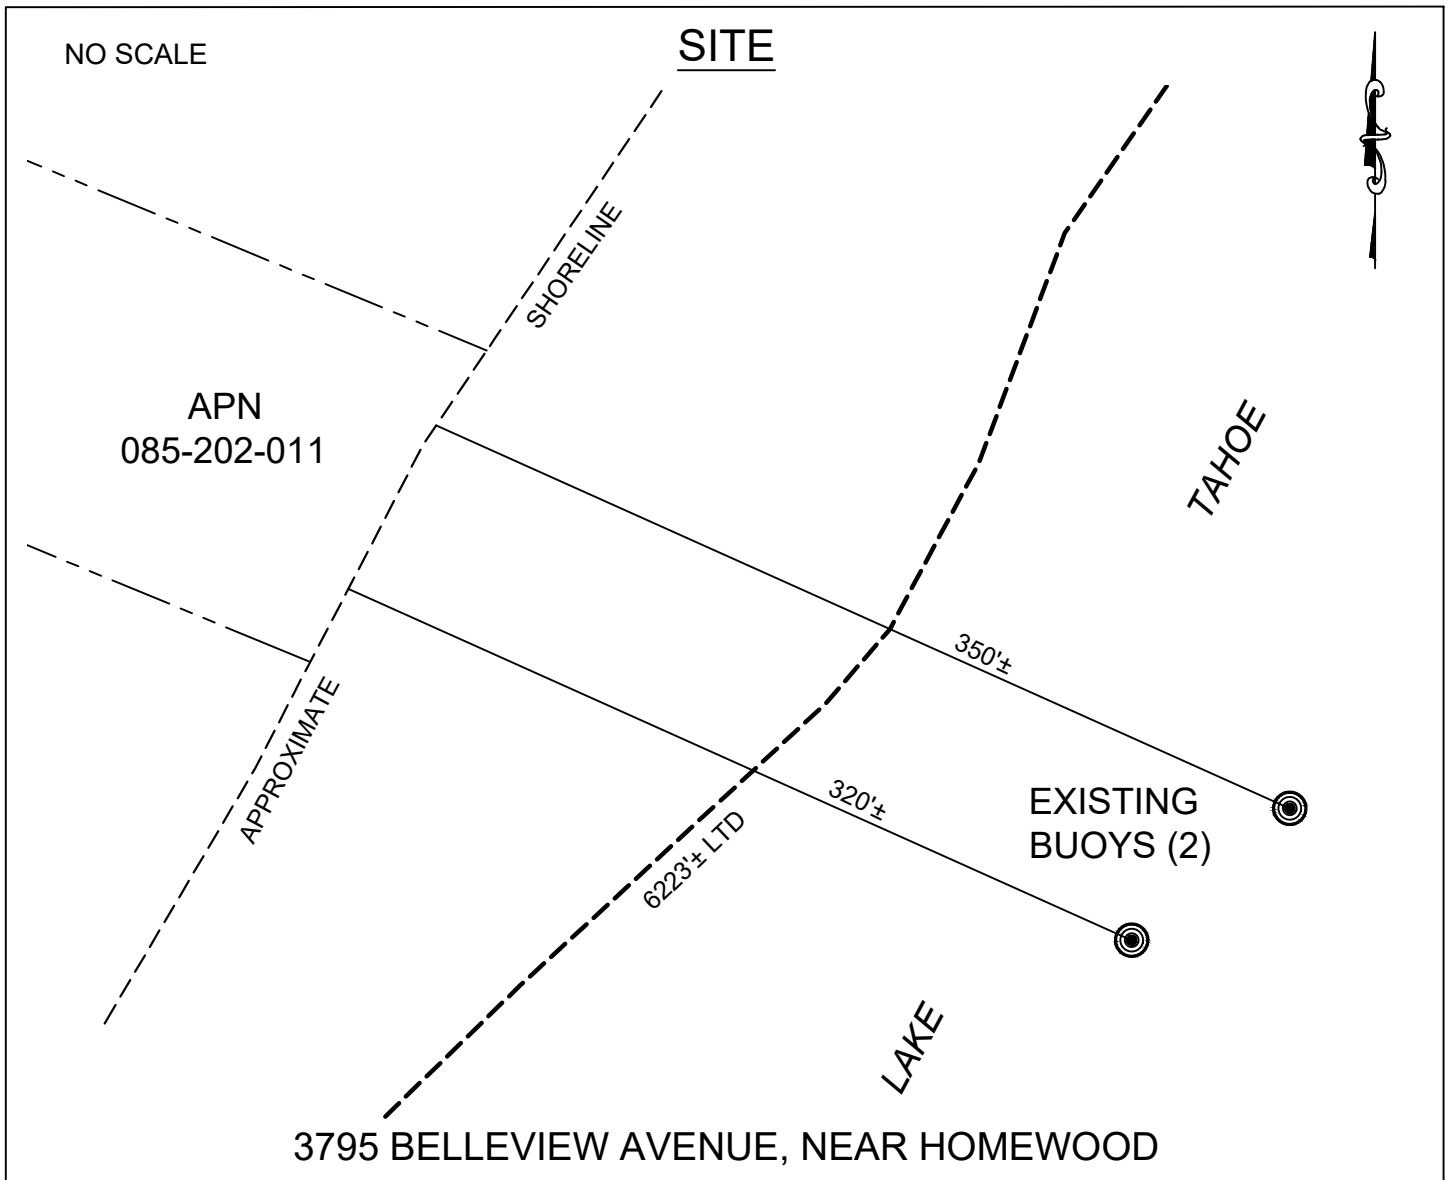 NO SCALE
SITE
SHORELINE
APN
085-202-011
TAHOE
350'±
APPROXIMATE
320'±
EXISTING
BUOYS (2)
6223'± LTD
LAKE
3795 BELLEVIEW AVENUE, NEAR HOMEWOOD